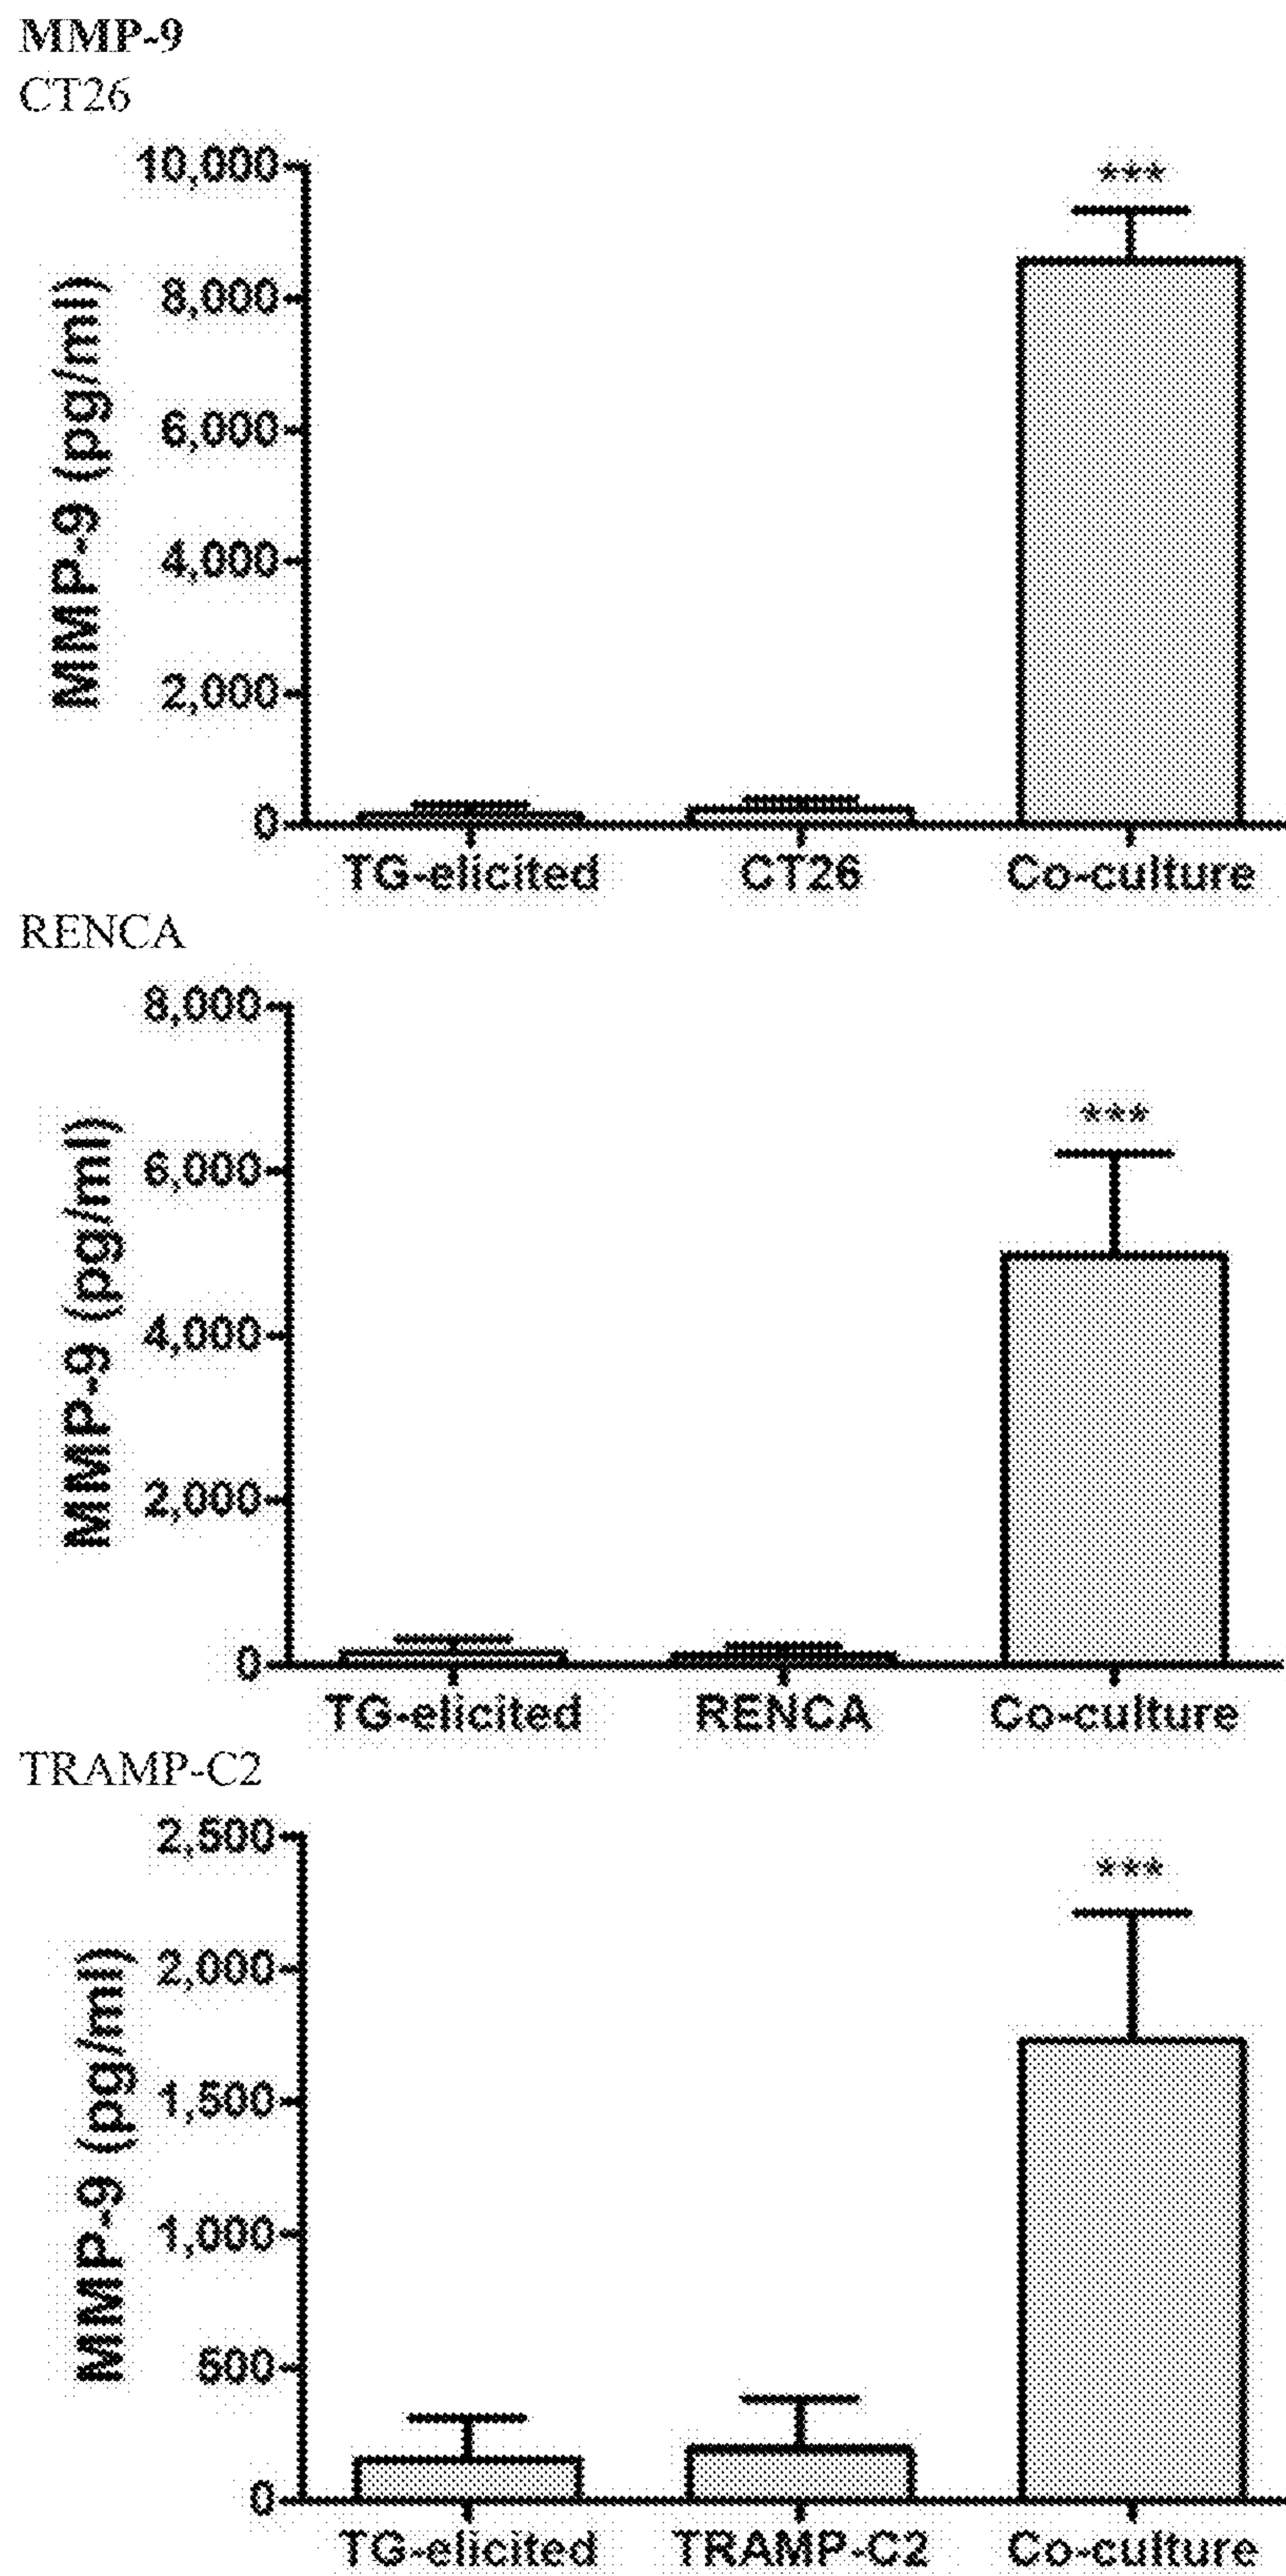 MMP-9
CT26
10,000
8,000
6,000
4,000
2,000
0
MMP-9 (pg/ml)
***
TG-elicited CT26 Co-culture
RENCA
8,000
6,000
4,000
2,000
0
MMP-9 (pg/ml)
***
TG-elicited RENCA Co-culture
TRAMP-C2
2,500
2,000
1,500
1,000
500
0
MMP-9 (pg/ml)
***
TG-elicited TRAMP-C2 Co-culture